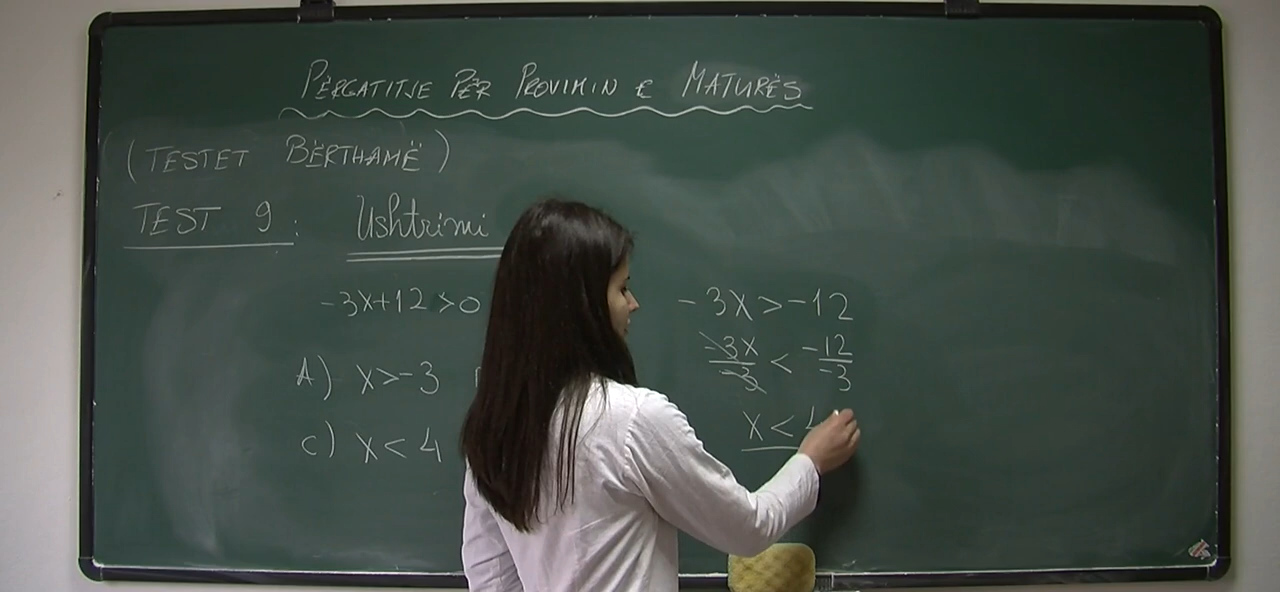 PËRGATITJE PËR PROVIMIN E MATURËS
(TESTET BËRTHAMË)
TEST 9: Ushtrimi
-3x+12>0
A) x>-3
C) x<4
-3x>-12
-3x/-3 < -12/-3
x<4